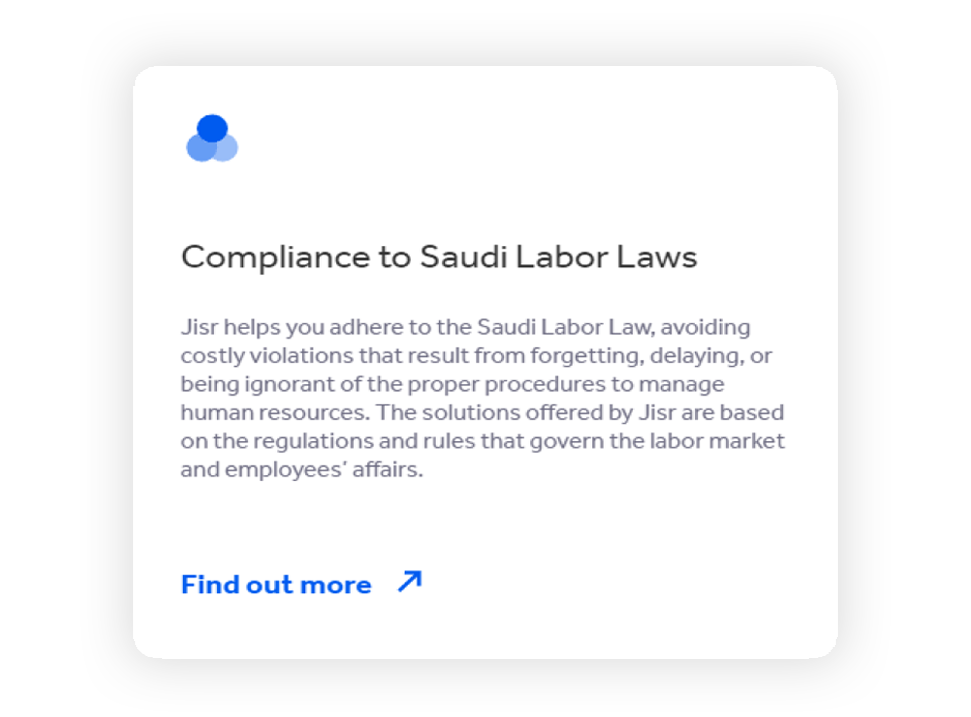 Compliance to Saudi Labor Laws
Jisr helps you adhere to the Saudi Labor Law, avoiding
costly violations that result from forgetting, delaying, or
being ignorant of the proper procedures to manage
human resources. The solutions offered by Jisr are based
on the regulations and rules that govern the labor market
and employees’ affairs.
Find out more